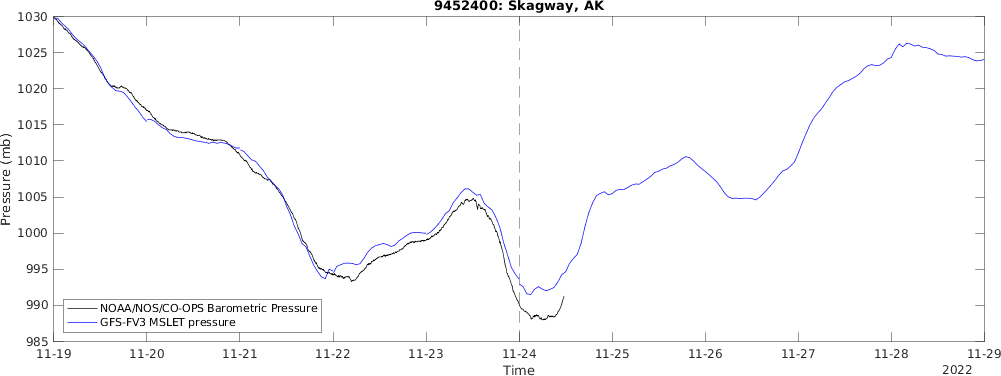 9452400: Skagway, AK
Pressure (mb)
1030
1025
1020
1015
1010
1005
1000
995
990
985
NOAA/NOS/CO-OPS Barometric Pressure
GFS-FV3 MSLET pressure
11-19 11-20 11-21 11-22 11-23 11-24 11-25 11-26 11-27 11-28 11-29
Time
2022